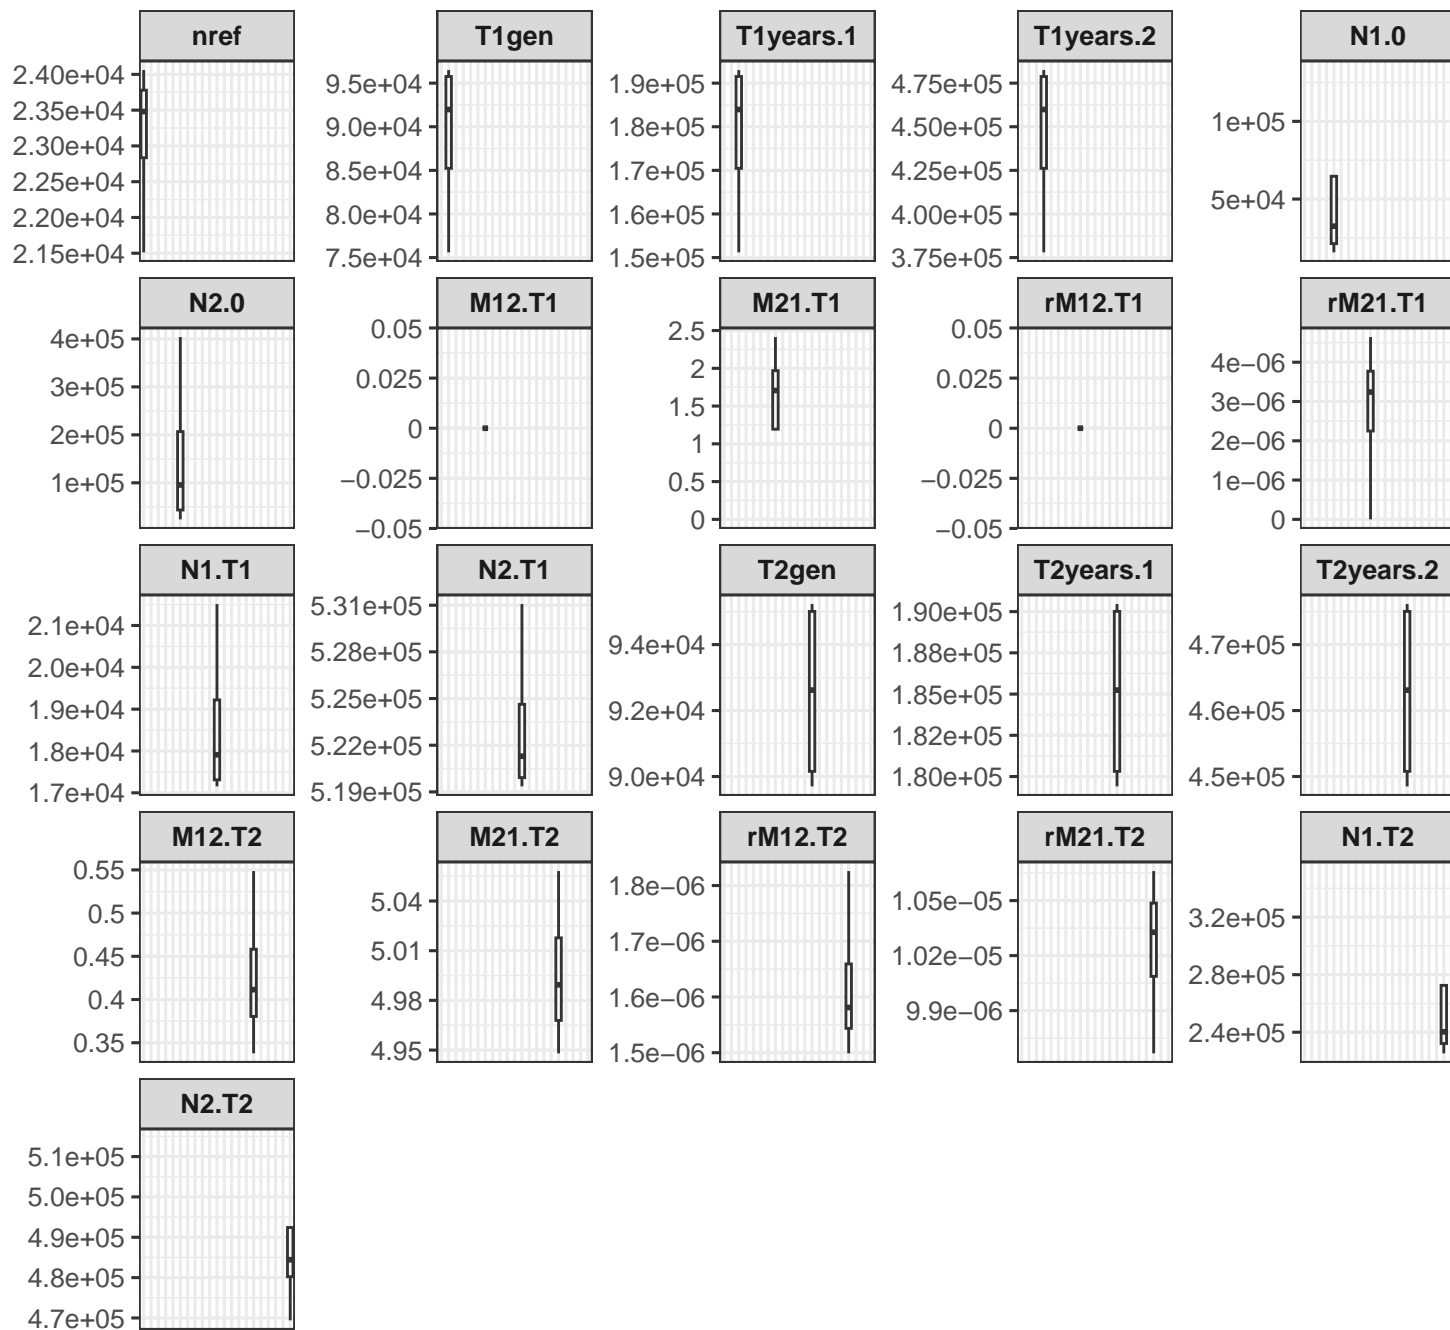 nref T1gen T1years.1 T1years.2 N1.0
2.40e+04
2.35e+04
2.30e+04
2.25e+04
2.20e+04
2.15e+04
9.5e+04
9.0e+04
8.5e+04
8.0e+04
7.5e+04
1.9e+05
1.8e+05
1.7e+05
1.6e+05
1.5e+05
4.75e+05
4.50e+05
4.25e+05
4.00e+05
3.75e+05
1e+05
5e+04
N2.0 M12.T1 M21.T1 rM12.T1 rM21.T1
4e+05
3e+05
2e+05
1e+05
0.05
0.025
0
−0.025
−0.05
2.5
2
1.5
1
0.5
0
0.05
0.025
0
−0.025
−0.05
4e−06
3e−06
2e−06
1e−06
0
N1.T1 N2.T1 T2gen T2years.1 T2years.2
2.1e+04
2.0e+04
1.9e+04
1.8e+04
1.7e+04
5.31e+05
5.28e+05
5.25e+05
5.22e+05
5.19e+05
9.4e+04
9.2e+04
9.0e+04
1.90e+05
1.88e+05
1.85e+05
1.82e+05
1.80e+05
4.7e+05
4.6e+05
4.5e+05
M12.T2 M21.T2 rM12.T2 rM21.T2 N1.T2
0.55
0.5
0.45
0.4
0.35
5.04
5.01
4.98
4.95
1.8e−06
1.7e−06
1.6e−06
1.5e−06
1.05e−05
1.02e−05
9.9e−06
3.2e+05
2.8e+05
2.4e+05
N2.T2
5.1e+05
5.0e+05
4.9e+05
4.8e+05
4.7e+05